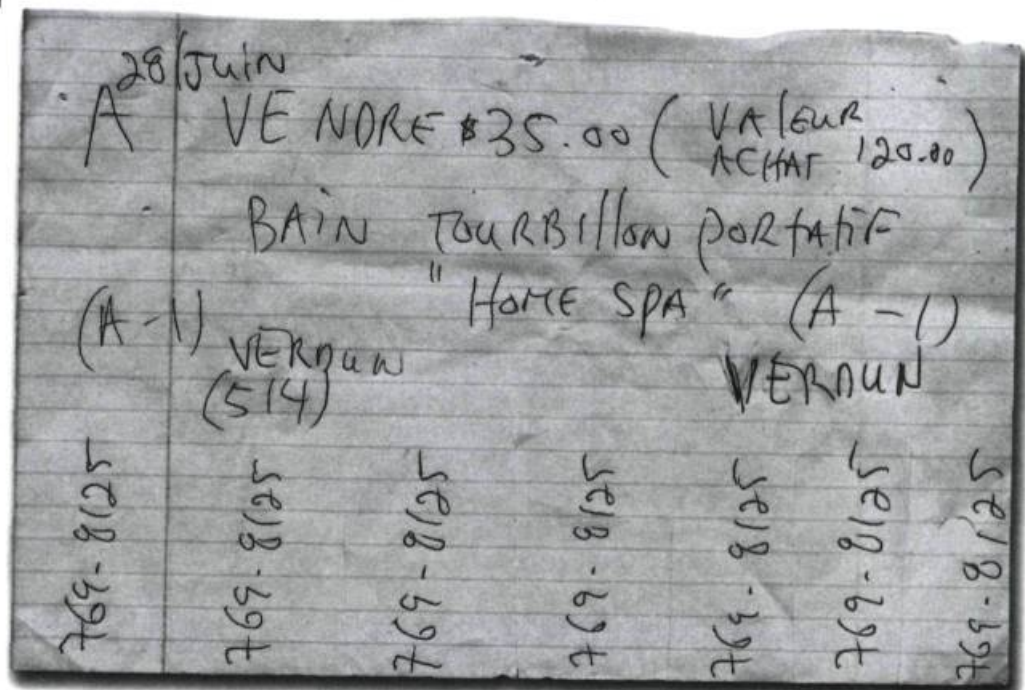 28/Juin
A VENDRE $35.00 (VAlEUR ACHAT 120.00)
BAiN TOURBillON PORtAtiF
"HOME SPA" (A-1)
(A-1) VERDUN VERDUN
(514)
769-8125
769-8125
769-8125
769-8125
769-8125
769-8125
769-8125